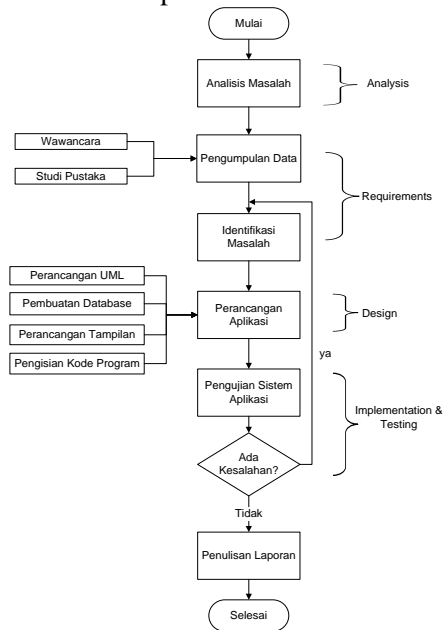 Mulai
Analisis Masalah
Analysis
Wawancara
Studi Pustaka
Pengumpulan Data
Requirements
Identifikasi
Masalah
Perancangan UML
Pembuatan Database
Perancangan Tampilan
Pengisian Kode Program
Perancangan
Aplikasi
Design
ya
Pengujian Sistem
Aplikasi
Implementation &
Testing
Ada
Kesalahan?
Tidak
Penulisan Laporan
Selesai